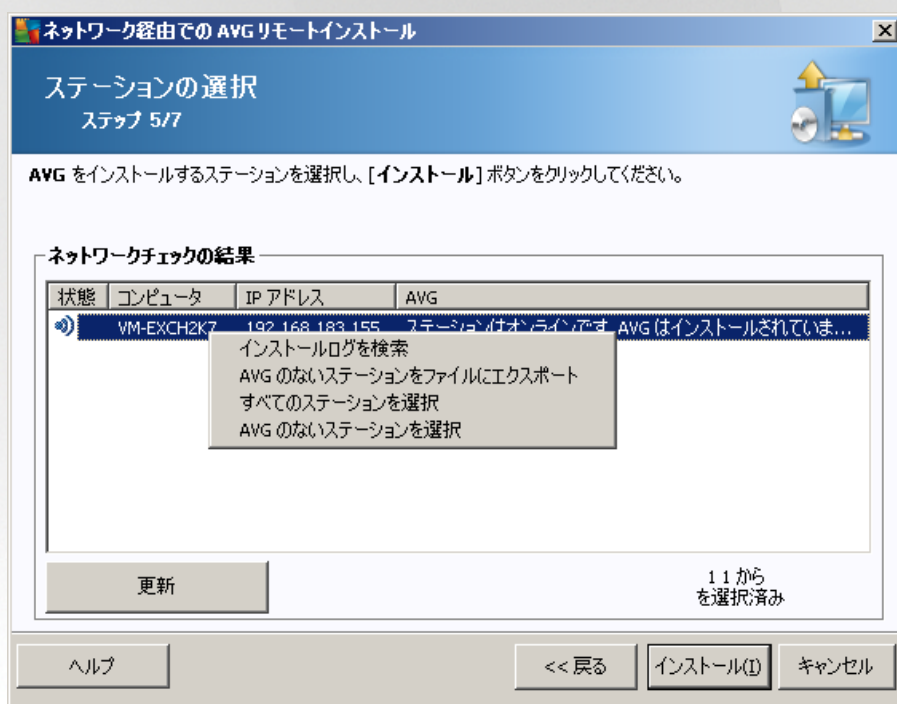 ネットワーク経由での AVG リモートインストール
ステーションの選択
ステップ 5/7
AVG をインストールするステーションを選択し、[インストール] ボタンをクリックしてください。
ネットワークチェックの結果
状態 コンピュータ IP アドレス AVG
VM-EXCH2K7 192.168.183.155 ステーションはオンラインです。AVG はインストールされていま...
インストールログを検索
AVG のないステーションをファイルにエクスポート
すべてのステーションを選択
AVG のないステーションを選択
更新
1 1 から
を選択済み
ヘルプ
<< 戻る
インストール(I)
キャンセル